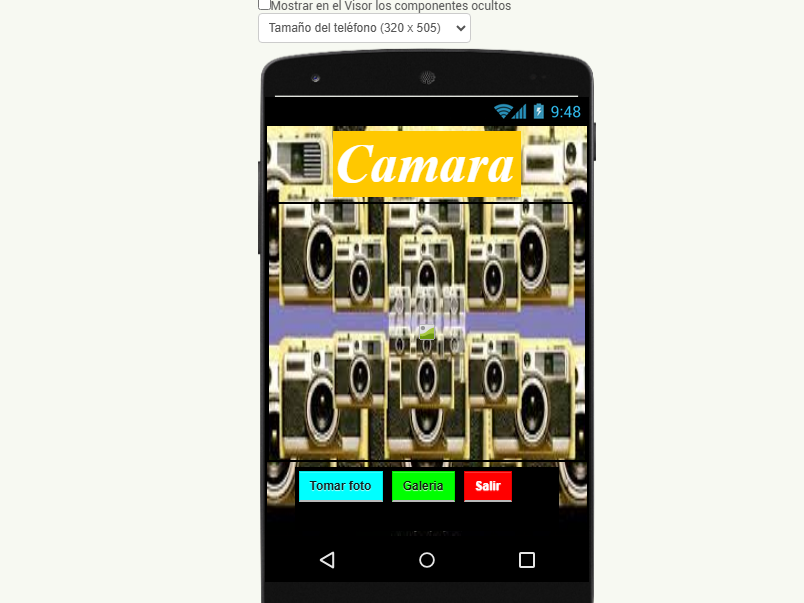 Mostrar en el Visor los componentes ocultos
Tamaño del teléfono (320 x 505)
9:48
Camara
Tomar foto
Galeria
Salir